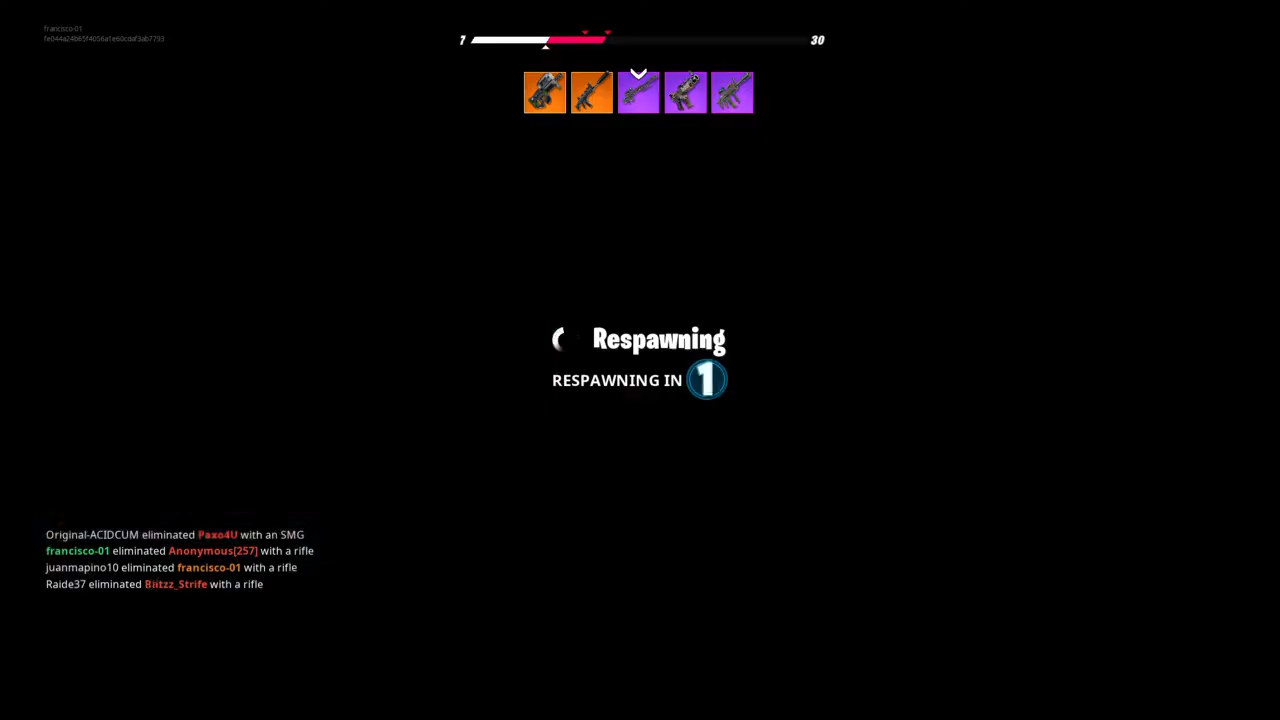 francisco-01
7
30
Respawning
RESPAWNING IN 1
Original-ACIDCUM eliminated Paxo4U with an SMG
francisco-01 eliminated Anonymous[257] with a rifle
juanmapino10 eliminated francisco-01 with a rifle
Raide37 eliminated Biitzz_Strife with a rifle